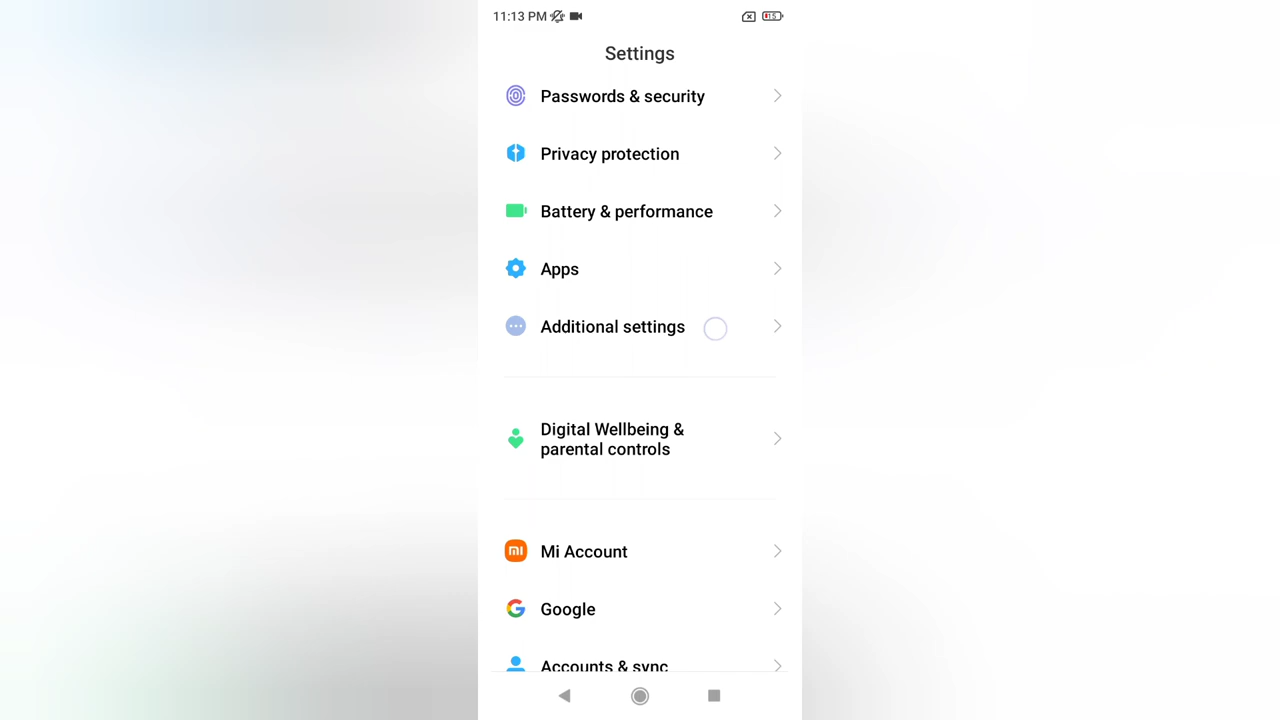 11:13 PM
15
Settings
Passwords & security
Privacy protection
Battery & performance
Apps
Additional settings
Digital Wellbeing &
parental controls
Mi Account
Google
Accounts & sync